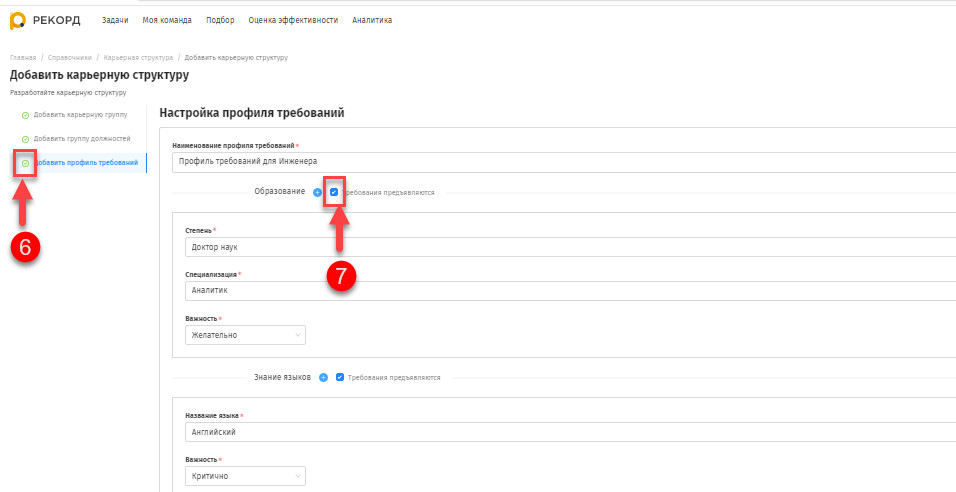 РЕКОРД Задачи Моя команда Подбор Оценка эффективности Аналитика
Главная / Справочники / Карьерная структура / Добавить карьерную структуру
Добавить карьерную структуру
Разработайте карьерную структуру
Добавить карьерную группу
Добавить группу должностей
Добавить профиль требований
6
Настройка профиля требований
Наименование профиля требований *
Профиль требований для Инженера
Образование + Требования предъявляются
7
Степень *
Доктор наук
Специализация *
Аналитик
Важность *
Желательно
Знание языков + Требования предъявляются
Название языка *
Английский
Важность *
Критично